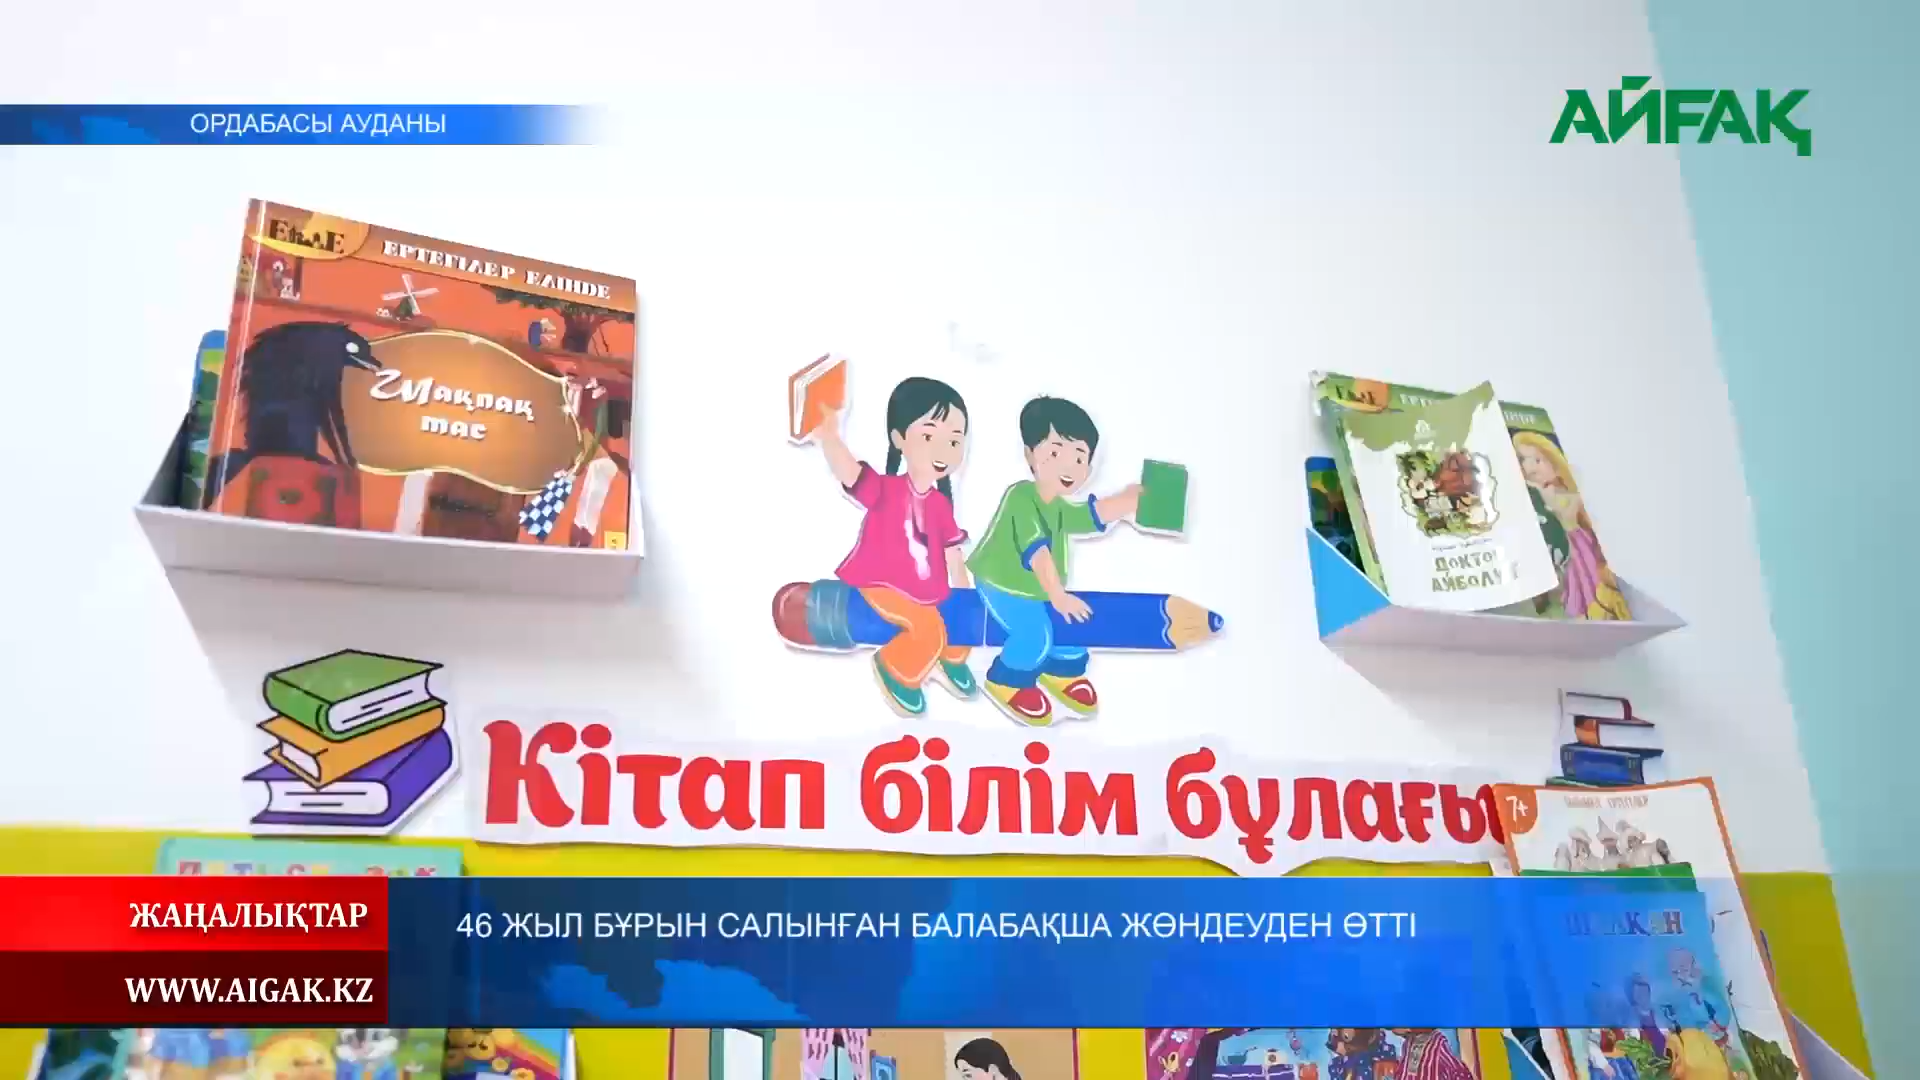 ОРДАБАСЫ АУДАНЫ
АЙҒАҚ
ЕРТЕГІЛЕР ЕЛІНДЕ
Шақпақ
тас
Кітап білім бұлағы
7+
ЖАҢАЛЫҚТАР
46 ЖЫЛ БҰРЫН САЛЫНҒАН БАЛАБАҚША ЖӨНДЕУДЕН ӨТТІ
WWW.AIGAK.KZ